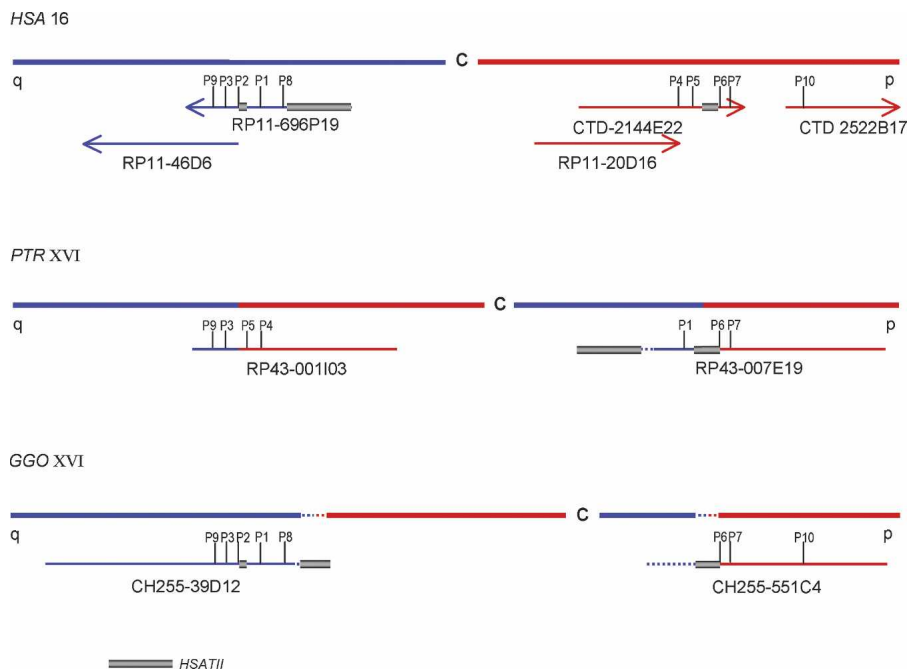 HSA 16
C
q
p
P9 P3 P2 P1 P8
P4 P5 P6 P7
P10
RP11-696P19
CTD-2144E22
CTD 2522B17
RP11-46D6
RP11-20D16
PTR XVI
C
q
p
P9 P3 P5 P4
P1 P6 P7
RP43-001I03
RP43-007E19
GGO XVI
C
q
p
P9 P3 P2 P1 P8
P6 P7 P10
CH255-39D12
CH255-551C4
HSATII